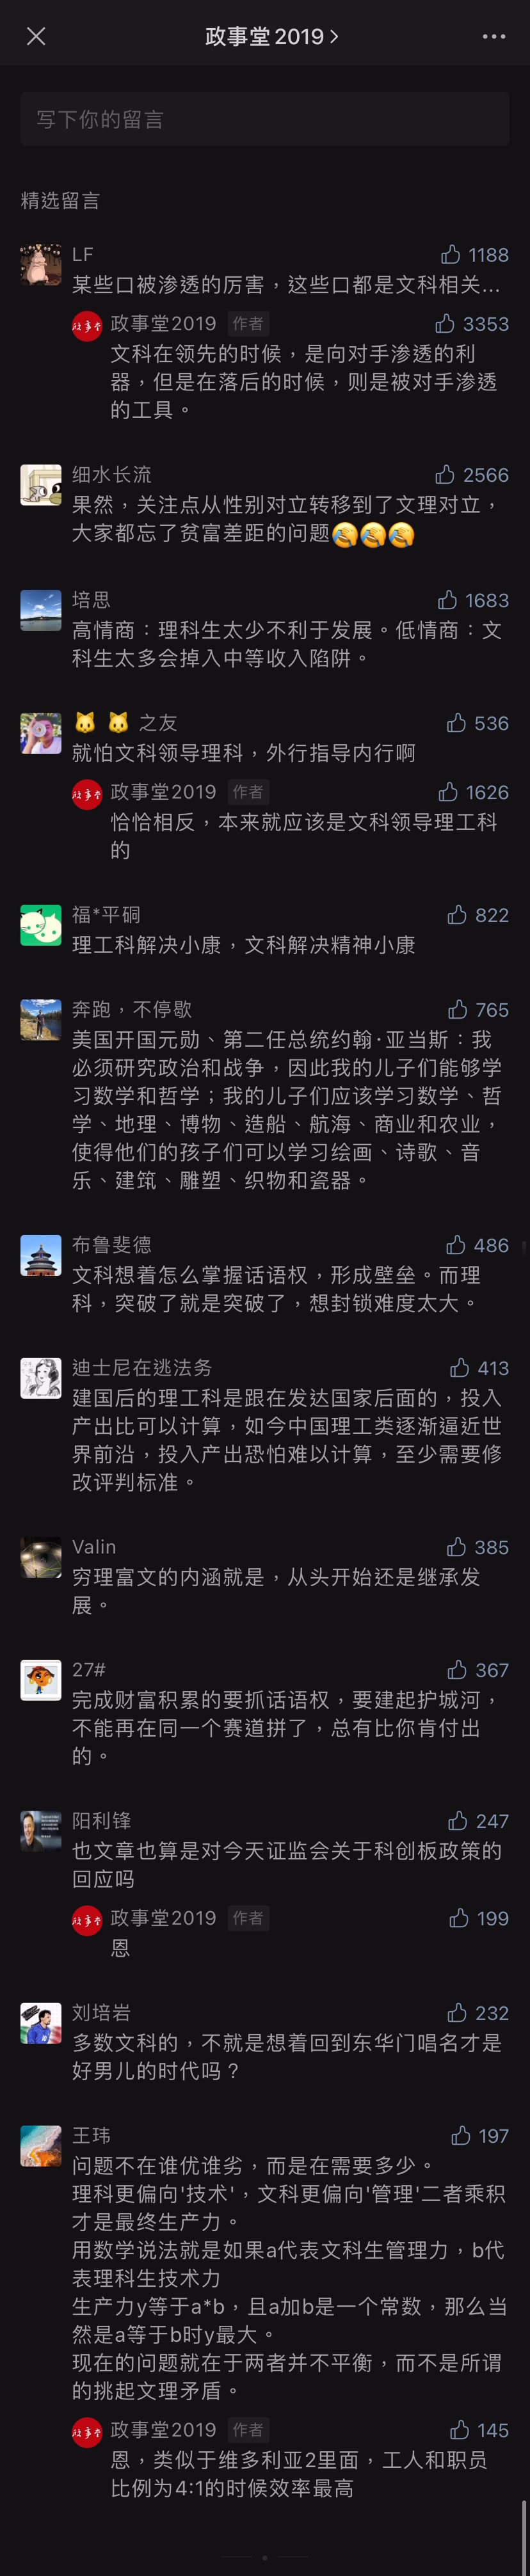 政事堂2019
写下你的留言
精选留言
LF 1188
某些口被渗透的厉害，这些口都是文科相关...
政事堂2019 作者 3353
文科在领先的时候，是向对手渗透的利
器，但是在落后的时候，则是被对手渗透
的工具。
细水长流 2566
果然，关注点从性别对立转移到了文理对立，
大家都忘了贫富差距的问题🤣🤣🤣
培思 1683
高情商：理科生太少不利于发展。低情商：文
科生太多会掉入中等收入陷阱。
🐱 🐱 之友 536
就怕文科领导理科，外行指导内行啊
政事堂2019 作者 1626
恰恰相反，本来就应该是文科领导理工科
的
福*平硐 822
理工科解决小康，文科解决精神小康
奔跑，不停歇 765
美国开国元勋、第二任总统约翰·亚当斯：我
必须研究政治和战争，因此我的儿子们能够学
习数学和哲学；我的儿子们应该学习数学、哲
学、地理、博物、造船、航海、商业和农业，
使得他们的孩子们可以学习绘画、诗歌、音
乐、建筑、雕塑、织物和瓷器。
布鲁斐德 486
文科想着怎么掌握话语权，形成壁垒。而理
科，突破了就是突破了，想封锁难度太大。
迪士尼在逃法务 413
建国后的理工科是跟在发达国家后面的，投入
产出比可以计算，如今中国理工类逐渐逼近世
界前沿，投入产出恐怕难以计算，至少需要修
改评判标准。
Valin 385
穷理富文的内涵就是，从头开始还是继承发
展。
27# 367
完成财富积累的要抓话语权，要建起护城河，
不能再在同一个赛道拼了，总有比你肯付出
的。
阳利锋 247
也文章也算是对今天证监会关于科创板政策的
回应吗
政事堂2019 作者 199
恩
刘培岩 232
多数文科的，不就是想着回到东华门唱名才是
好男儿的时代吗？
王玮 197
问题不在谁优谁劣，而是在需要多少。
理科更偏向'技术'，文科更偏向'管理'二者乘积
才是最终生产力。
用数学说法就是如果a代表文科生管理力，b代
表理科生技术力
生产力y等于a*b，且a加b是一个常数，那么当
然是a等于b时y最大。
现在的问题就在于两者并不平衡，而不是所谓
的挑起文理矛盾。
政事堂2019 作者 145
恩，类似于维多利亚2里面，工人和职员
比例为4:1的时候效率最高